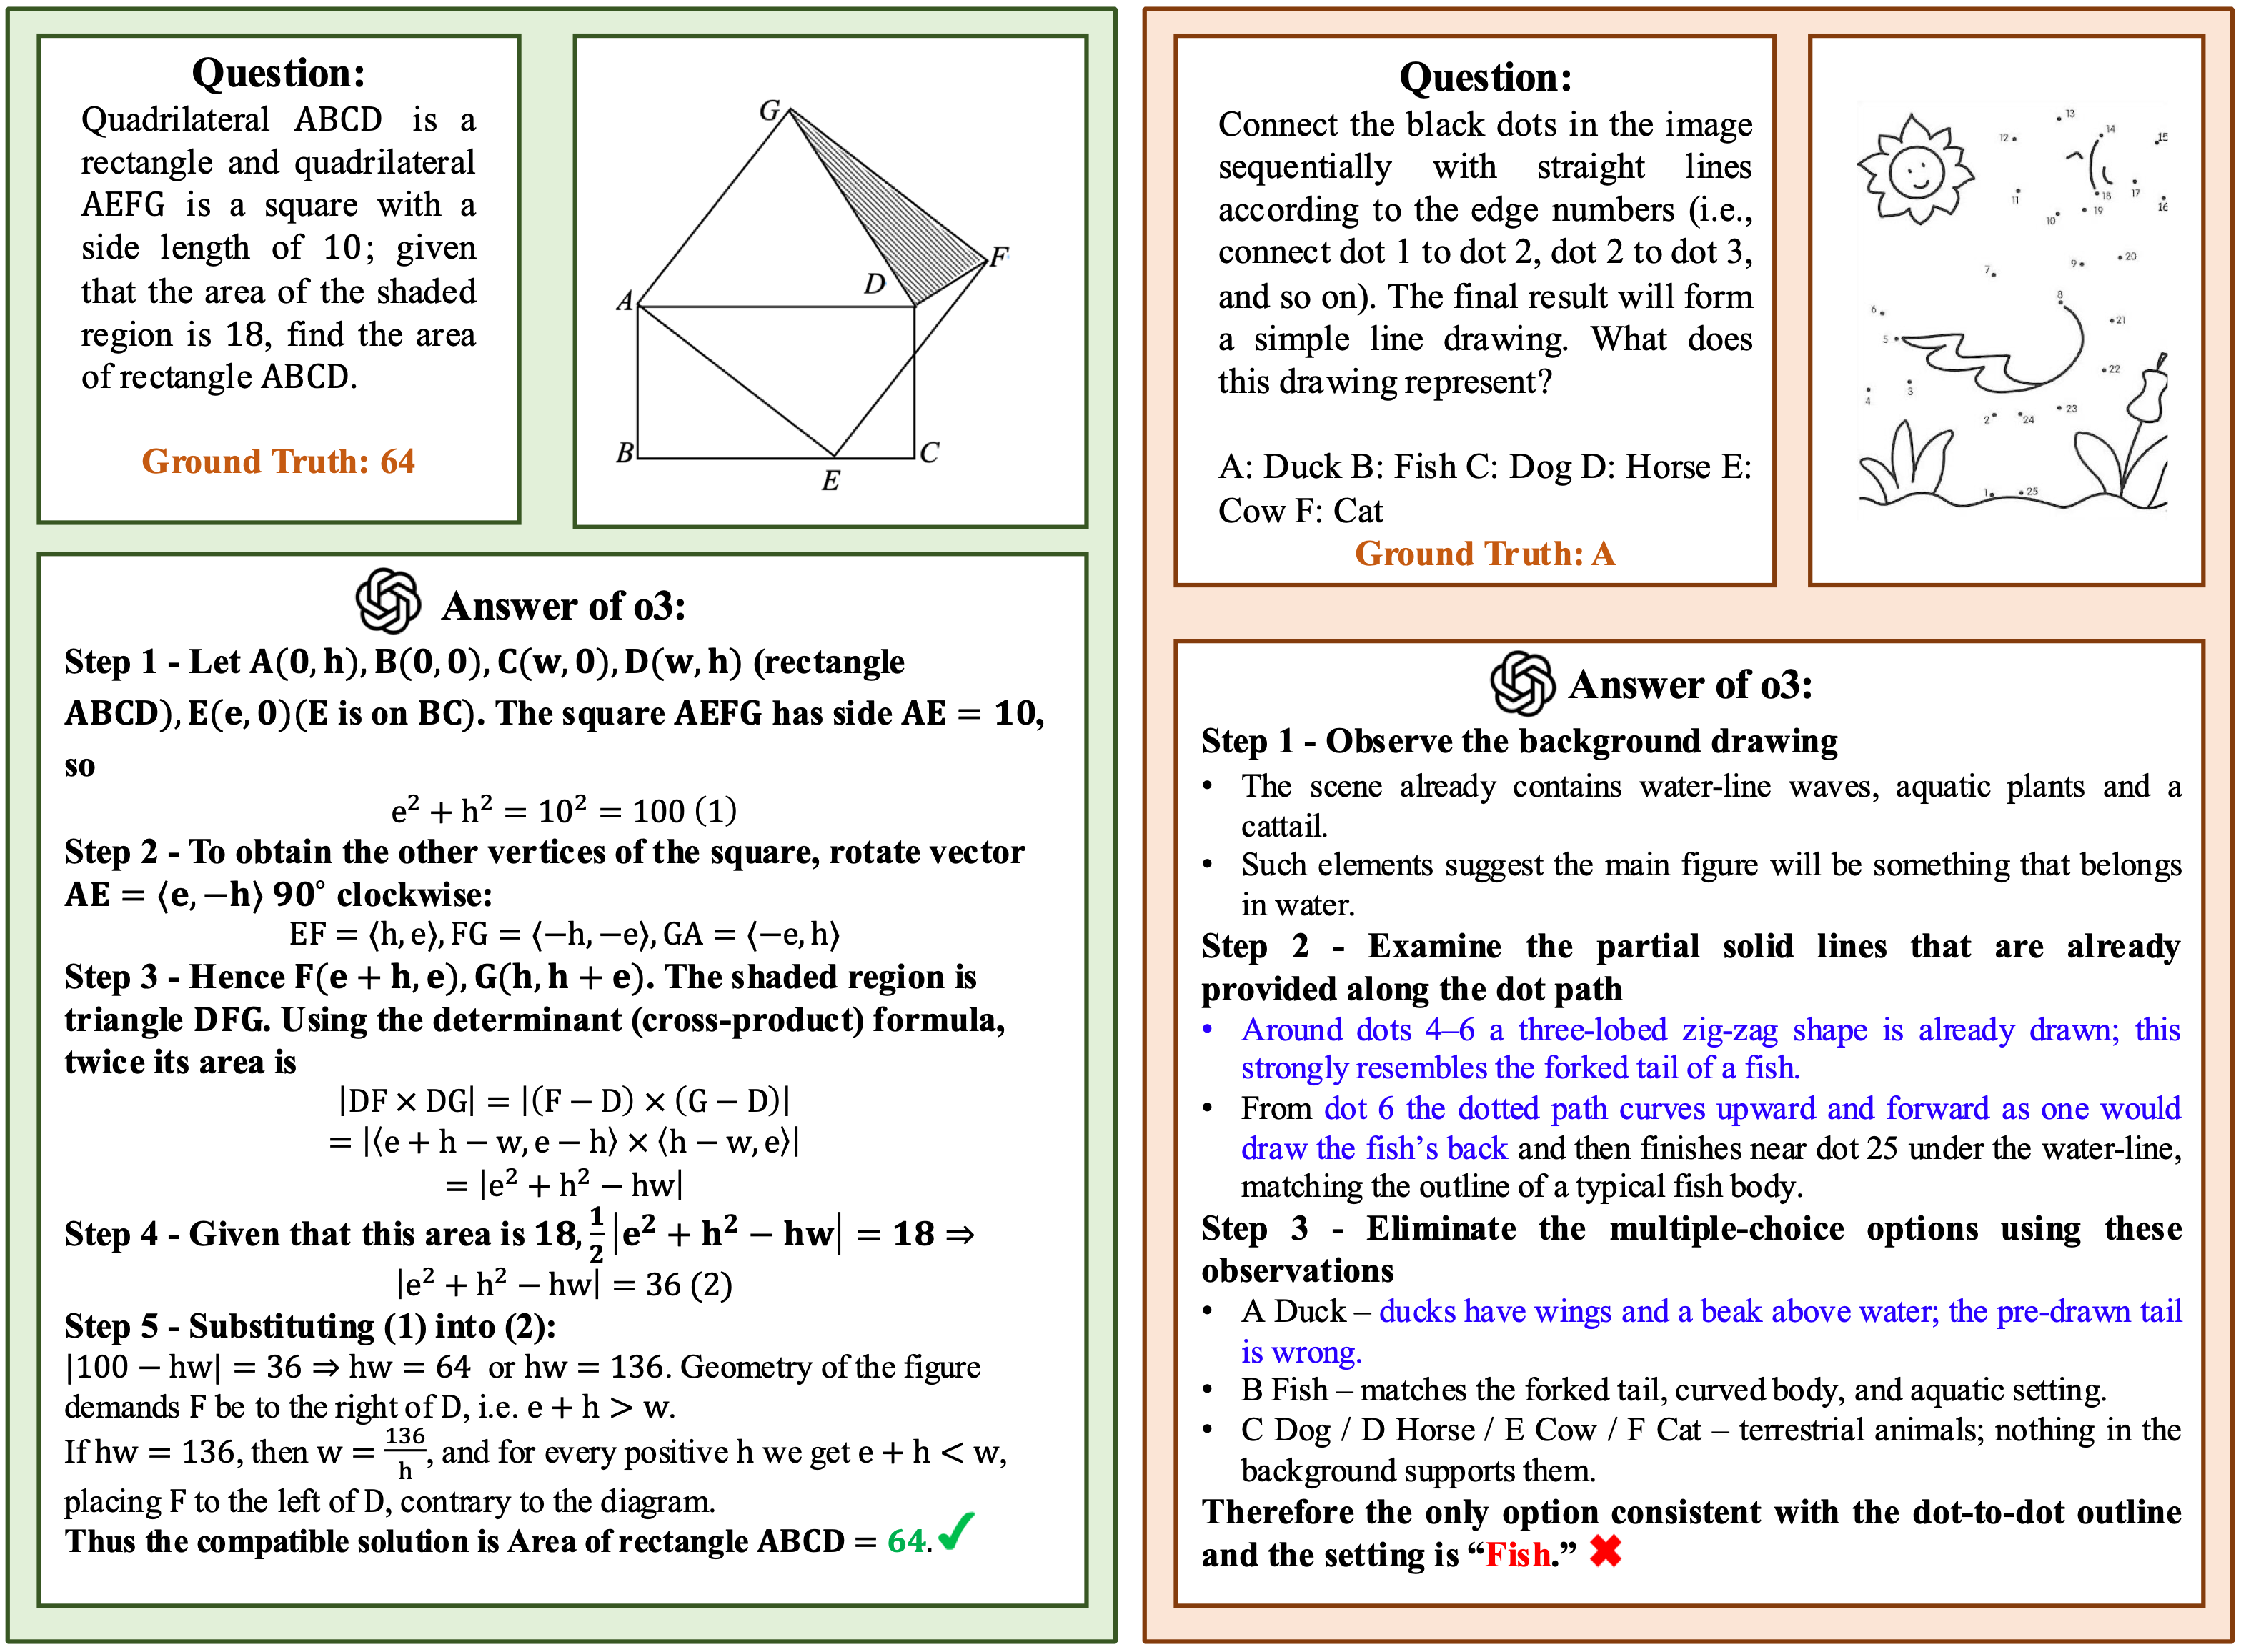 Question:
Quadrilateral ABCD is a
rectangle and quadrilateral
AEFG is a square with a
side length of 10; given
that the area of the shaded
region is 18, find the area
of rectangle ABCD.
Ground Truth: 64
G
F
D
A
B
C
E
Answer of o3:
Step 1 - Let A(0, h), B(0, 0), C(w, 0), D(w, h) (rectangle
ABCD), E(e, 0)(E is on BC). The square AEFG has side AE = 10,
so
e² + h² = 10² = 100 (1)
Step 2 - To obtain the other vertices of the square, rotate vector
AE = ⟨e, −h⟩ 90° clockwise:
EF = ⟨h, e⟩, FG = ⟨−h, −e⟩, GA = ⟨−e, h⟩
Step 3 - Hence F(e + h, e), G(h, h + e). The shaded region is
triangle DFG. Using the determinant (cross-product) formula,
twice its area is
|DF × DG| = |(F − D) × (G − D)|
= |⟨e + h − w, e − h⟩ × ⟨h − w, e⟩|
= |e² + h² − hw|
Step 4 - Given that this area is 18, 1/2 |e² + h² − hw| = 18 ⇒
|e² + h² − hw| = 36 (2)
Step 5 - Substituting (1) into (2):
|100 − hw| = 36 ⇒ hw = 64 or hw = 136. Geometry of the figure
demands F be to the right of D, i.e. e + h > w.
If hw = 136, then w = 136/h, and for every positive h we get e + h < w,
placing F to the left of D, contrary to the diagram.
Thus the compatible solution is Area of rectangle ABCD = 64.
Question:
Connect the black dots in the image
sequentially with straight lines
according to the edge numbers (i.e.,
connect dot 1 to dot 2, dot 2 to dot 3,
and so on). The final result will form
a simple line drawing. What does
this drawing represent?
A: Duck B: Fish C: Dog D: Horse E:
Cow F: Cat
Ground Truth: A
13
12
14
15
11
18
17
16
10
19
9
20
7
8
6
21
5
22
3
4
23
2
24
1
25
Answer of o3:
Step 1 - Observe the background drawing
• The scene already contains water-line waves, aquatic plants and a
cattail.
• Such elements suggest the main figure will be something that belongs
in water.
Step 2 - Examine the partial solid lines that are already
provided along the dot path
• Around dots 4–6 a three-lobed zig-zag shape is already drawn; this
strongly resembles the forked tail of a fish.
• From dot 6 the dotted path curves upward and forward as one would
draw the fish's back and then finishes near dot 25 under the water-line,
matching the outline of a typical fish body.
Step 3 - Eliminate the multiple-choice options using these
observations
• A Duck – ducks have wings and a beak above water; the pre-drawn tail
is wrong.
• B Fish – matches the forked tail, curved body, and aquatic setting.
• C Dog / D Horse / E Cow / F Cat – terrestrial animals; nothing in the
background supports them.
Therefore the only option consistent with the dot-to-dot outline
and the setting is “Fish.”